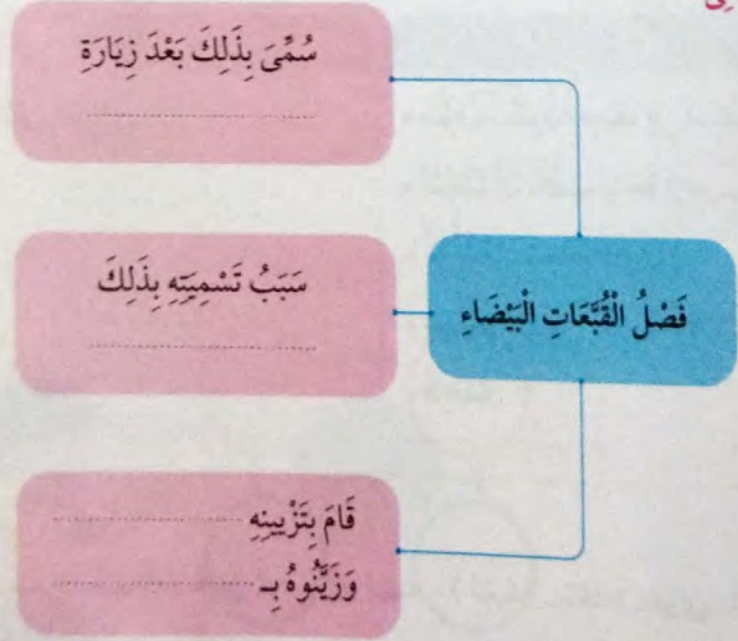 سُمِّىَ بِذَلِكَ بَعْدَ زِيَارَةِ
..............................
فَصْلُ الْقُبَّعَاتِ الْبَيْضَاءِ
سَبَبُ تَسْمِيَتِهِ بِذَلِكَ
..............................
قَامَ بِتَزْيِينِهِ ..............................
وَزَيَّنُوهُ بِـ ..............................